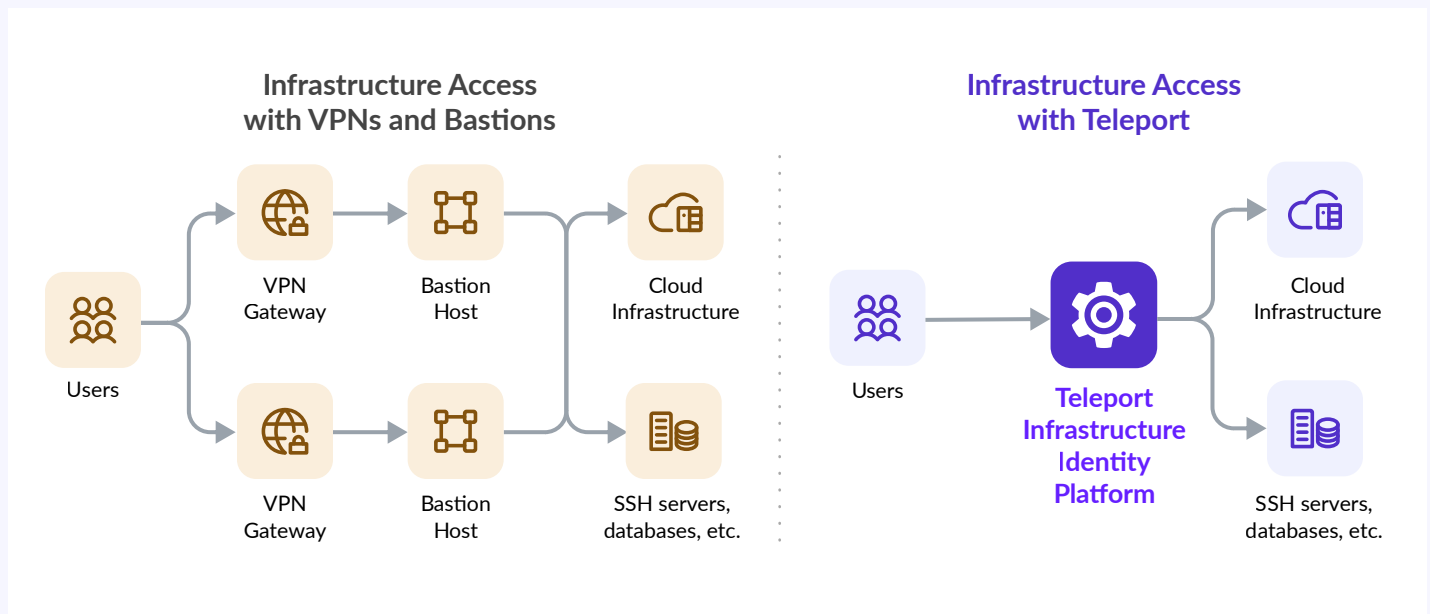 Infrastructure Access
with VPNs and Bastions
VPN
Gateway
Bastion
Host
Cloud
Infrastructure
Users
VPN
Gateway
Bastion
Host
SSH servers,
databases, etc.
Infrastructure Access
with Teleport
Users
Teleport
Infrastructure
Identity
Platform
Cloud
Infrastructure
SSH servers,
databases, etc.